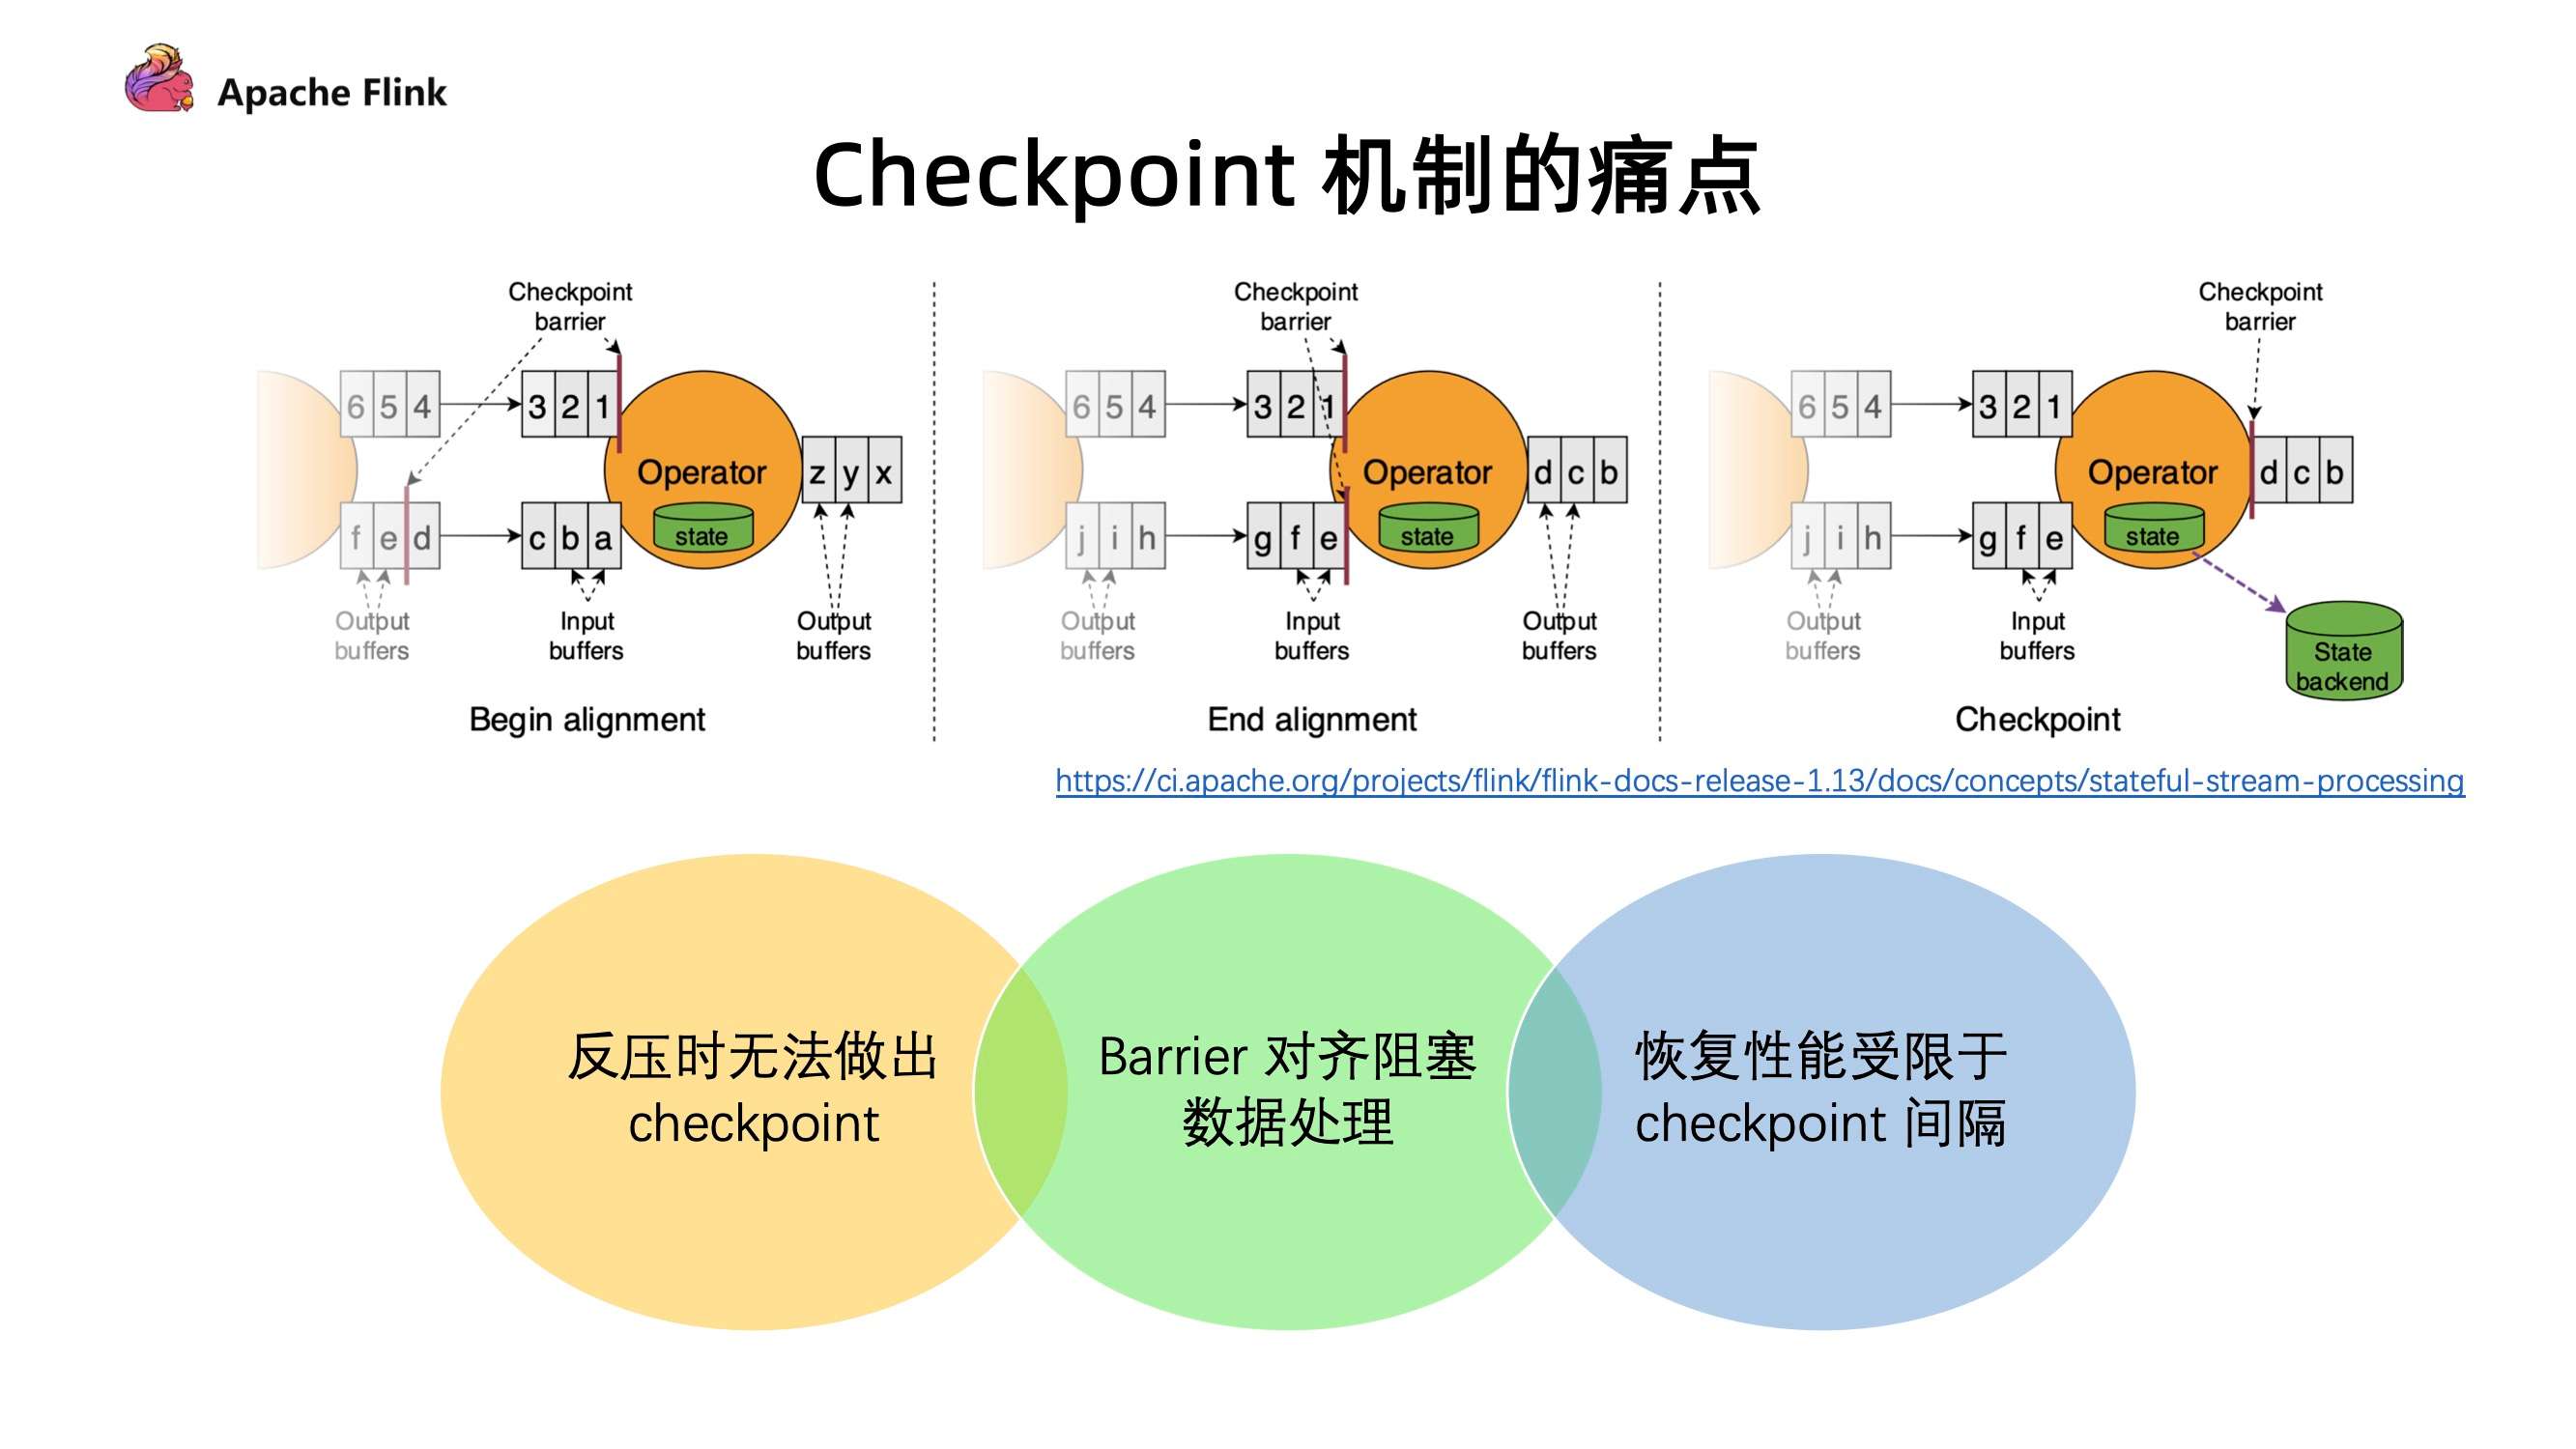 Apache Flink
Checkpoint 机制的痛点
Checkpoint
barrier
6 5 4
3 2 1
Operator
state
z y x
f e d
c b a
Output
buffers
Input
buffers
Output
buffers
Begin alignment
Checkpoint
barrier
6 5 4
3 2 1
Operator
state
d c b
j i h
g f e
Output
buffers
Input
buffers
Output
buffers
End alignment
Checkpoint
barrier
6 5 4
3 2 1
Operator
state
d c b
j i h
g f e
Output
buffers
Input
buffers
State
backend
Checkpoint
https://ci.apache.org/projects/flink/flink-docs-release-1.13/docs/concepts/stateful-stream-processing
反压时无法做出
checkpoint
Barrier 对齐阻塞
数据处理
恢复性能受限于
checkpoint 间隔